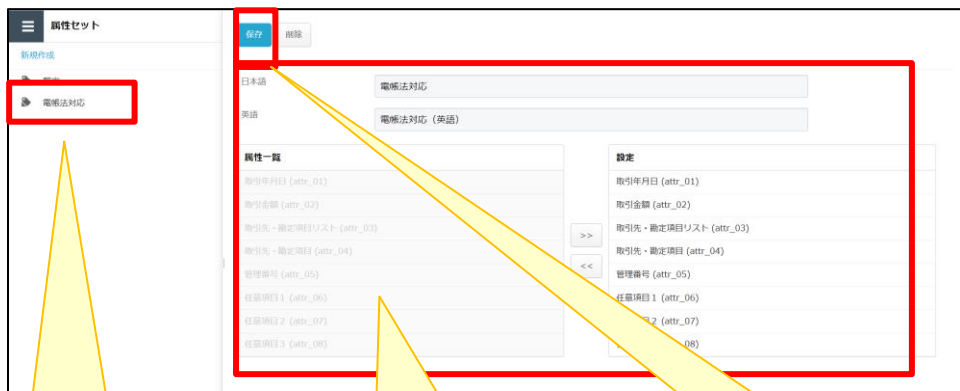 属性セット
保存 削除
新規作成
電帳法対応
日本語 電帳法対応
英語 電帳法対応（英語）
属性一覧
取引年月日 (attr_01)
取引金額 (attr_02)
取引先・勘定項目リスト (attr_03)
取引先・勘定項目 (attr_04)
管理番号 (attr_05)
任意項目1 (attr_06)
任意項目2 (attr_07)
任意項目3 (attr_08)
>>
<<
設定
取引年月日 (attr_01)
取引金額 (attr_02)
取引先・勘定項目リスト (attr_03)
取引先・勘定項目 (attr_04)
管理番号 (attr_05)
任意項目1 (attr_06)
2 (attr_07)
_08)